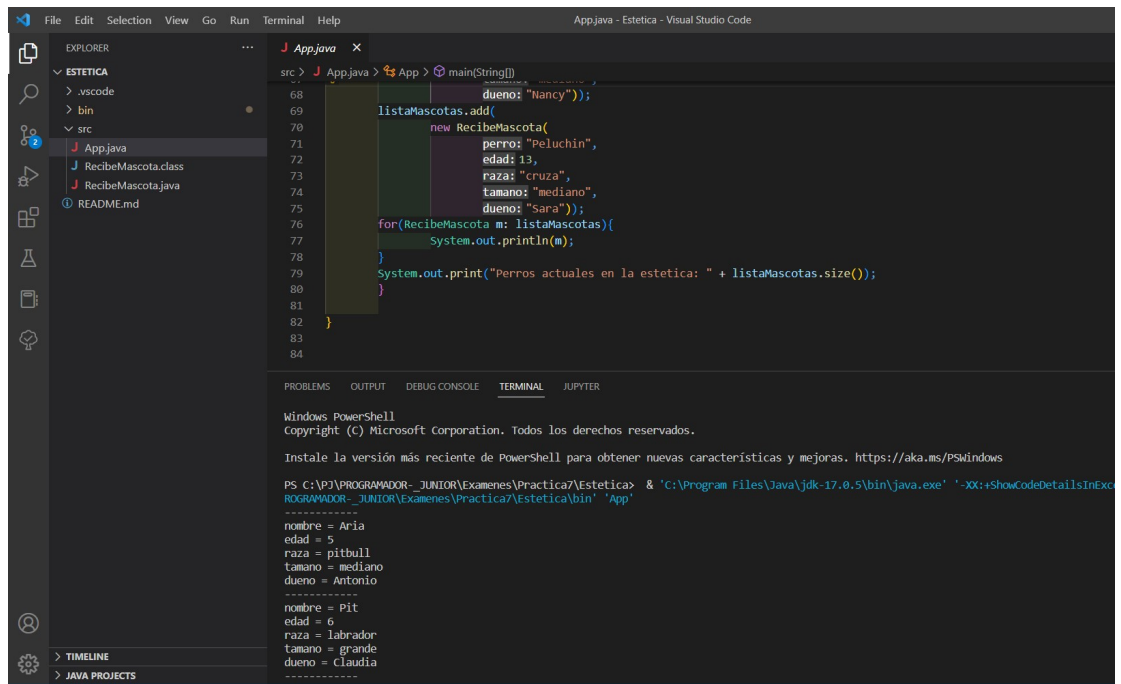 File Edit Selection View Go Run Terminal Help
App.java - Estetica - Visual Studio Code
EXPLORER ...
ESTETICA
.vscode
bin
src
J App.java
J RecibeMascota.class
J RecibeMascota.java
README.md
2
TIMELINE
JAVA PROJECTS
J App.java
src > J App.java > App > main(String[])
68 dueno: "Nancy"));
69 listaMascotas.add(
70 new RecibeMascota(
71 perro: "Peluchin",
72 edad: 13,
73 raza: "cruza",
74 tamano: "mediano",
75 dueno: "Sara"));
76 for(RecibeMascota m: listaMascotas){
77 System.out.println(m);
78 }
79 System.out.print("Perros actuales en la estetica: " + listaMascotas.size());
80 }
81
82 }
83
84
PROBLEMS OUTPUT DEBUG CONSOLE TERMINAL JUPYTER
Windows PowerShell
Copyright (C) Microsoft Corporation. Todos los derechos reservados.
Instale la versión más reciente de PowerShell para obtener nuevas características y mejoras. https://aka.ms/PSWindows
PS C:\PJ\PROGRAMADOR-_JUNIOR\Examenes\Practica7\Estetica> & 'C:\Program Files\Java\jdk-17.0.5\bin\java.exe' '-XX:+ShowCodeDetailsInExce
ROGRAMADOR-_JUNIOR\Examenes\Practica7\Estetica\bin' 'App'
------------
nombre = Aria
edad = 5
raza = pitbull
tamano = mediano
dueno = Antonio
------------
nombre = Pit
edad = 6
raza = labrador
tamano = grande
dueno = Claudia
------------